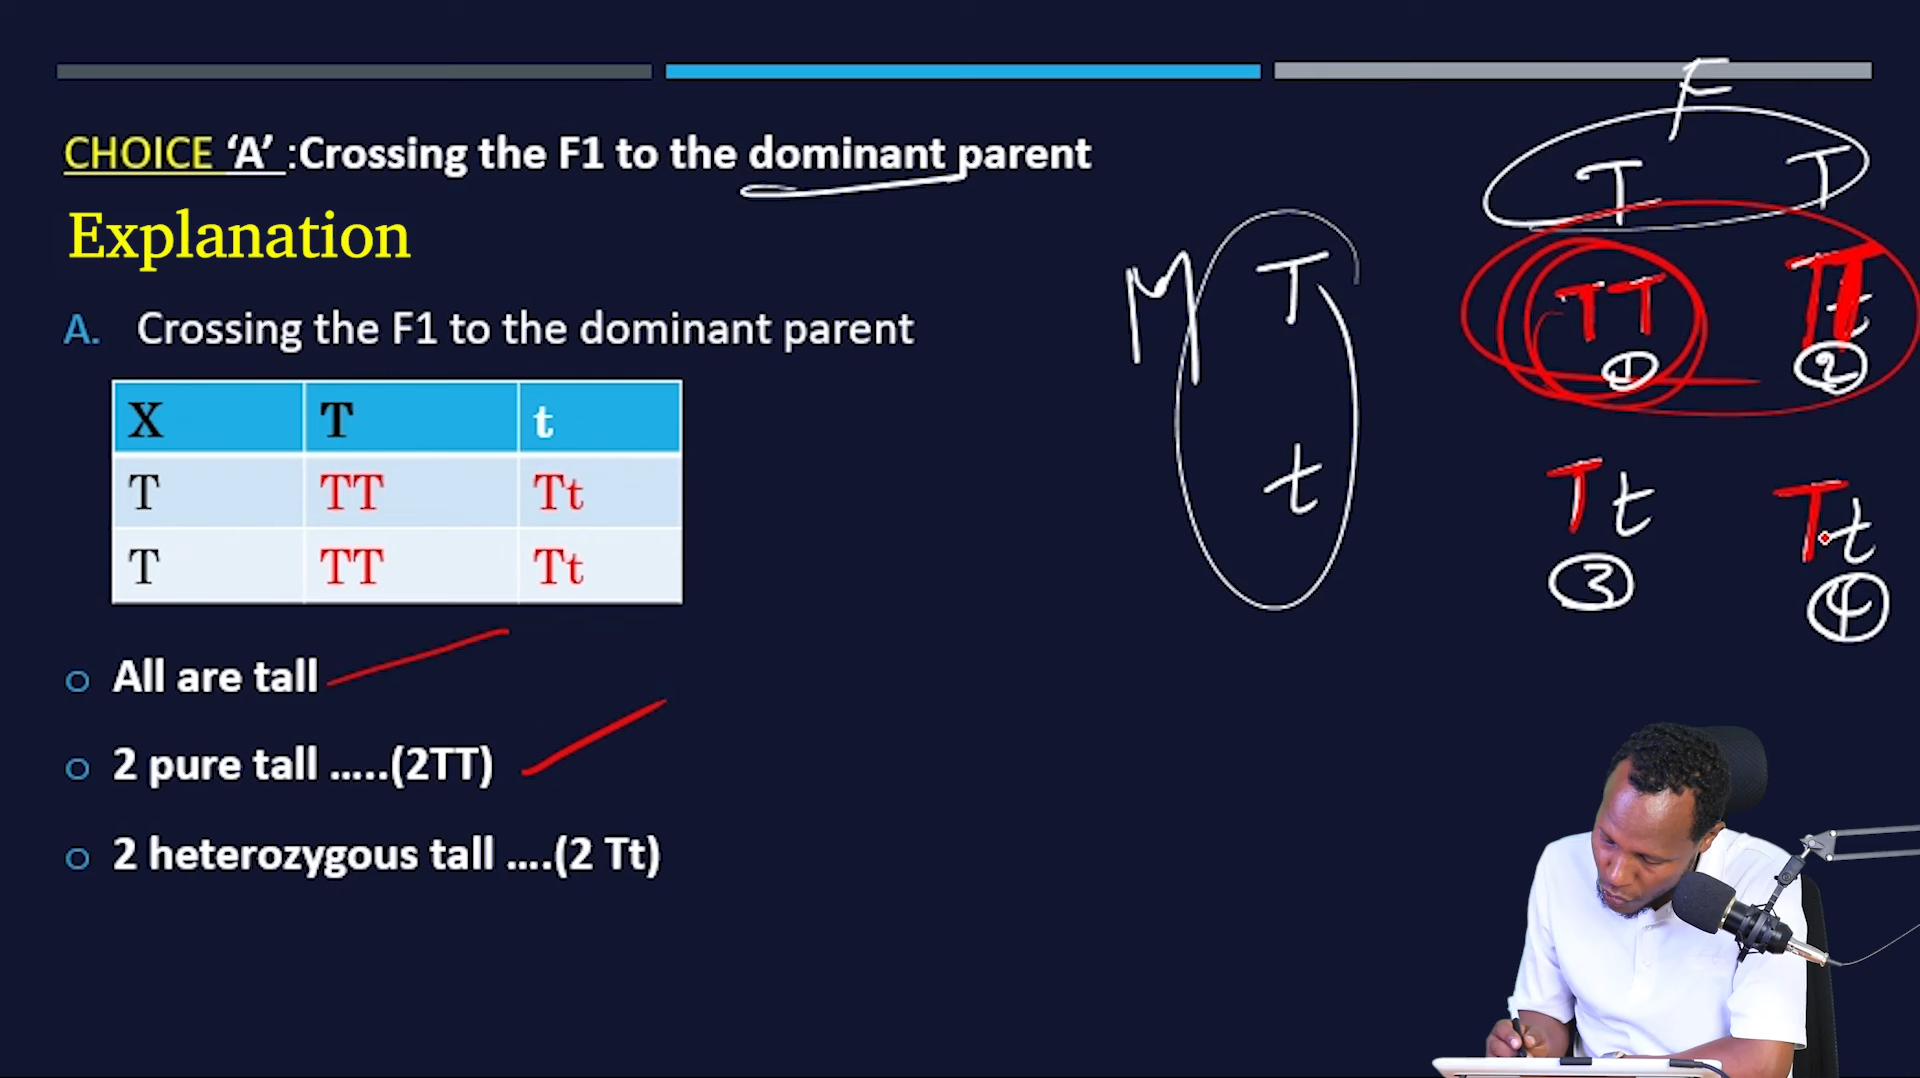 CHOICE ‘A’ :Crossing the F1 to the dominant parent
Explanation
A. Crossing the F1 to the dominant parent
X T t
T TT Tt
T TT Tt
o All are tall
o 2 pure tall .....(2TT)
o 2 heterozygous tall ....(2 Tt)
F
T T
M T TT TT
1 2
t Tt Tt
3 4